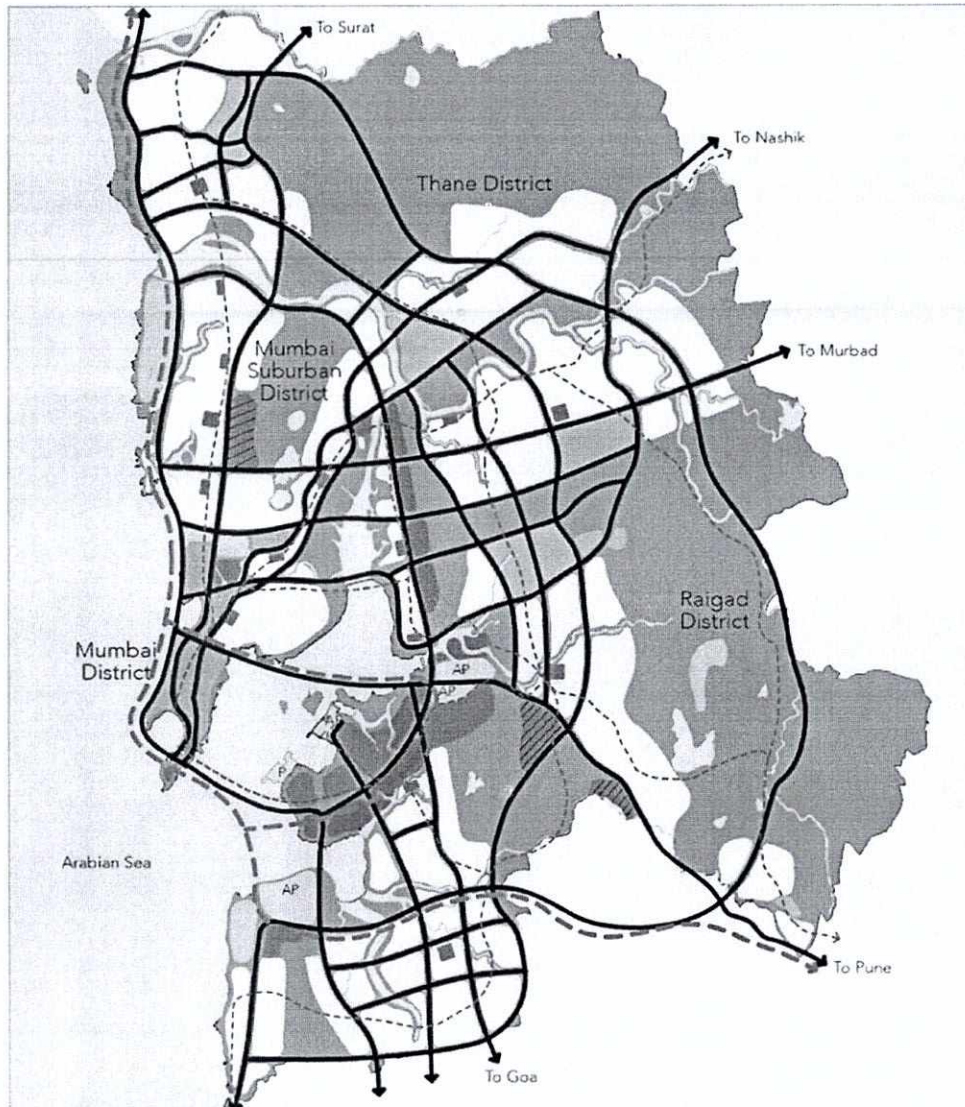 To Surat
To Nashik
Thane District
To Murbad
Mumbai
Suburban
District
Raigad
District
Mumbai
District
AP
AP
P
Arabian Sea
AP
To Pune
To Goa